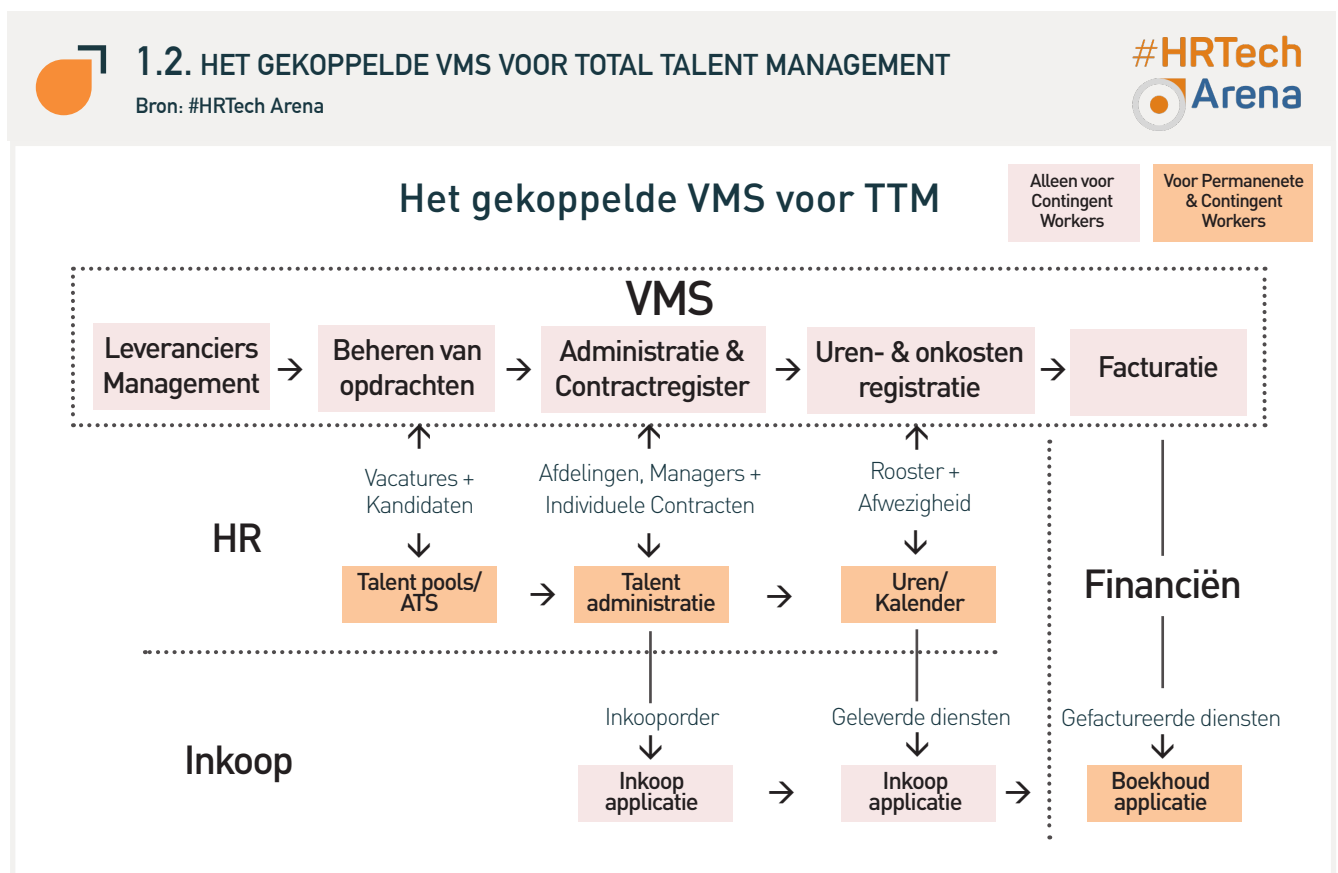 1.2. HET GEKOPPELDE VMS VOOR TOTAL TALENT MANAGEMENT
Bron: #HRTech Arena
#HRTech
Arena
Het gekoppelde VMS voor TTM
Alleen voor
Contingent
Workers
Voor Permanenete
& Contingent
Workers
VMS
Leveranciers
Management
Beheren van
opdrachten
Administratie &
Contractregister
Uren- & onkosten
registratie
Facturatie
Vacatures +
Kandidaten
Afdelingen, Managers +
Individuele Contracten
Rooster +
Afwezigheid
HR
Talent pools/
ATS
Talent
administratie
Uren/
Kalender
Financiën
Inkooporder
Geleverde diensten
Gefactureerde diensten
Inkoop
Inkoop
applicatie
Inkoop
applicatie
Boekhoud
applicatie